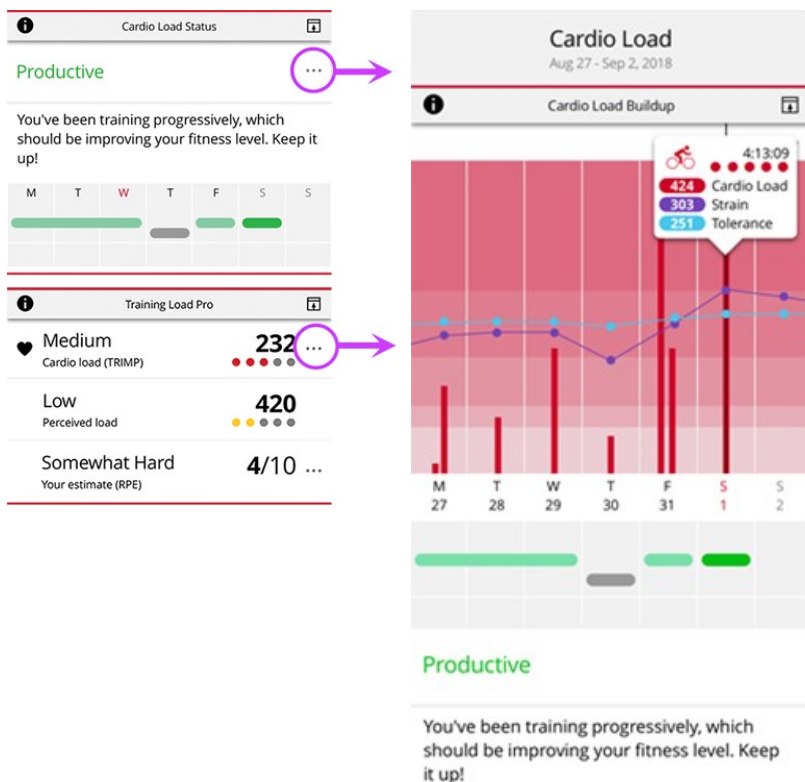 Cardio Load Status
Productive
You've been training progressively, which
should be improving your fitness level. Keep it
up!
M T W T F S S
Training Load Pro
Medium 232
Cardio load (TRIMP)
Low 420
Perceived load
Somewhat Hard 4/10
Your estimate (RPE)
Cardio Load
Aug 27 - Sep 2, 2018
Cardio Load Buildup
4:13:09
424 Cardio Load
303 Strain
251 Tolerance
M T W T F S S
27 28 29 30 31 1 2
Productive
You've been training progressively, which
should be improving your fitness level. Keep
it up!